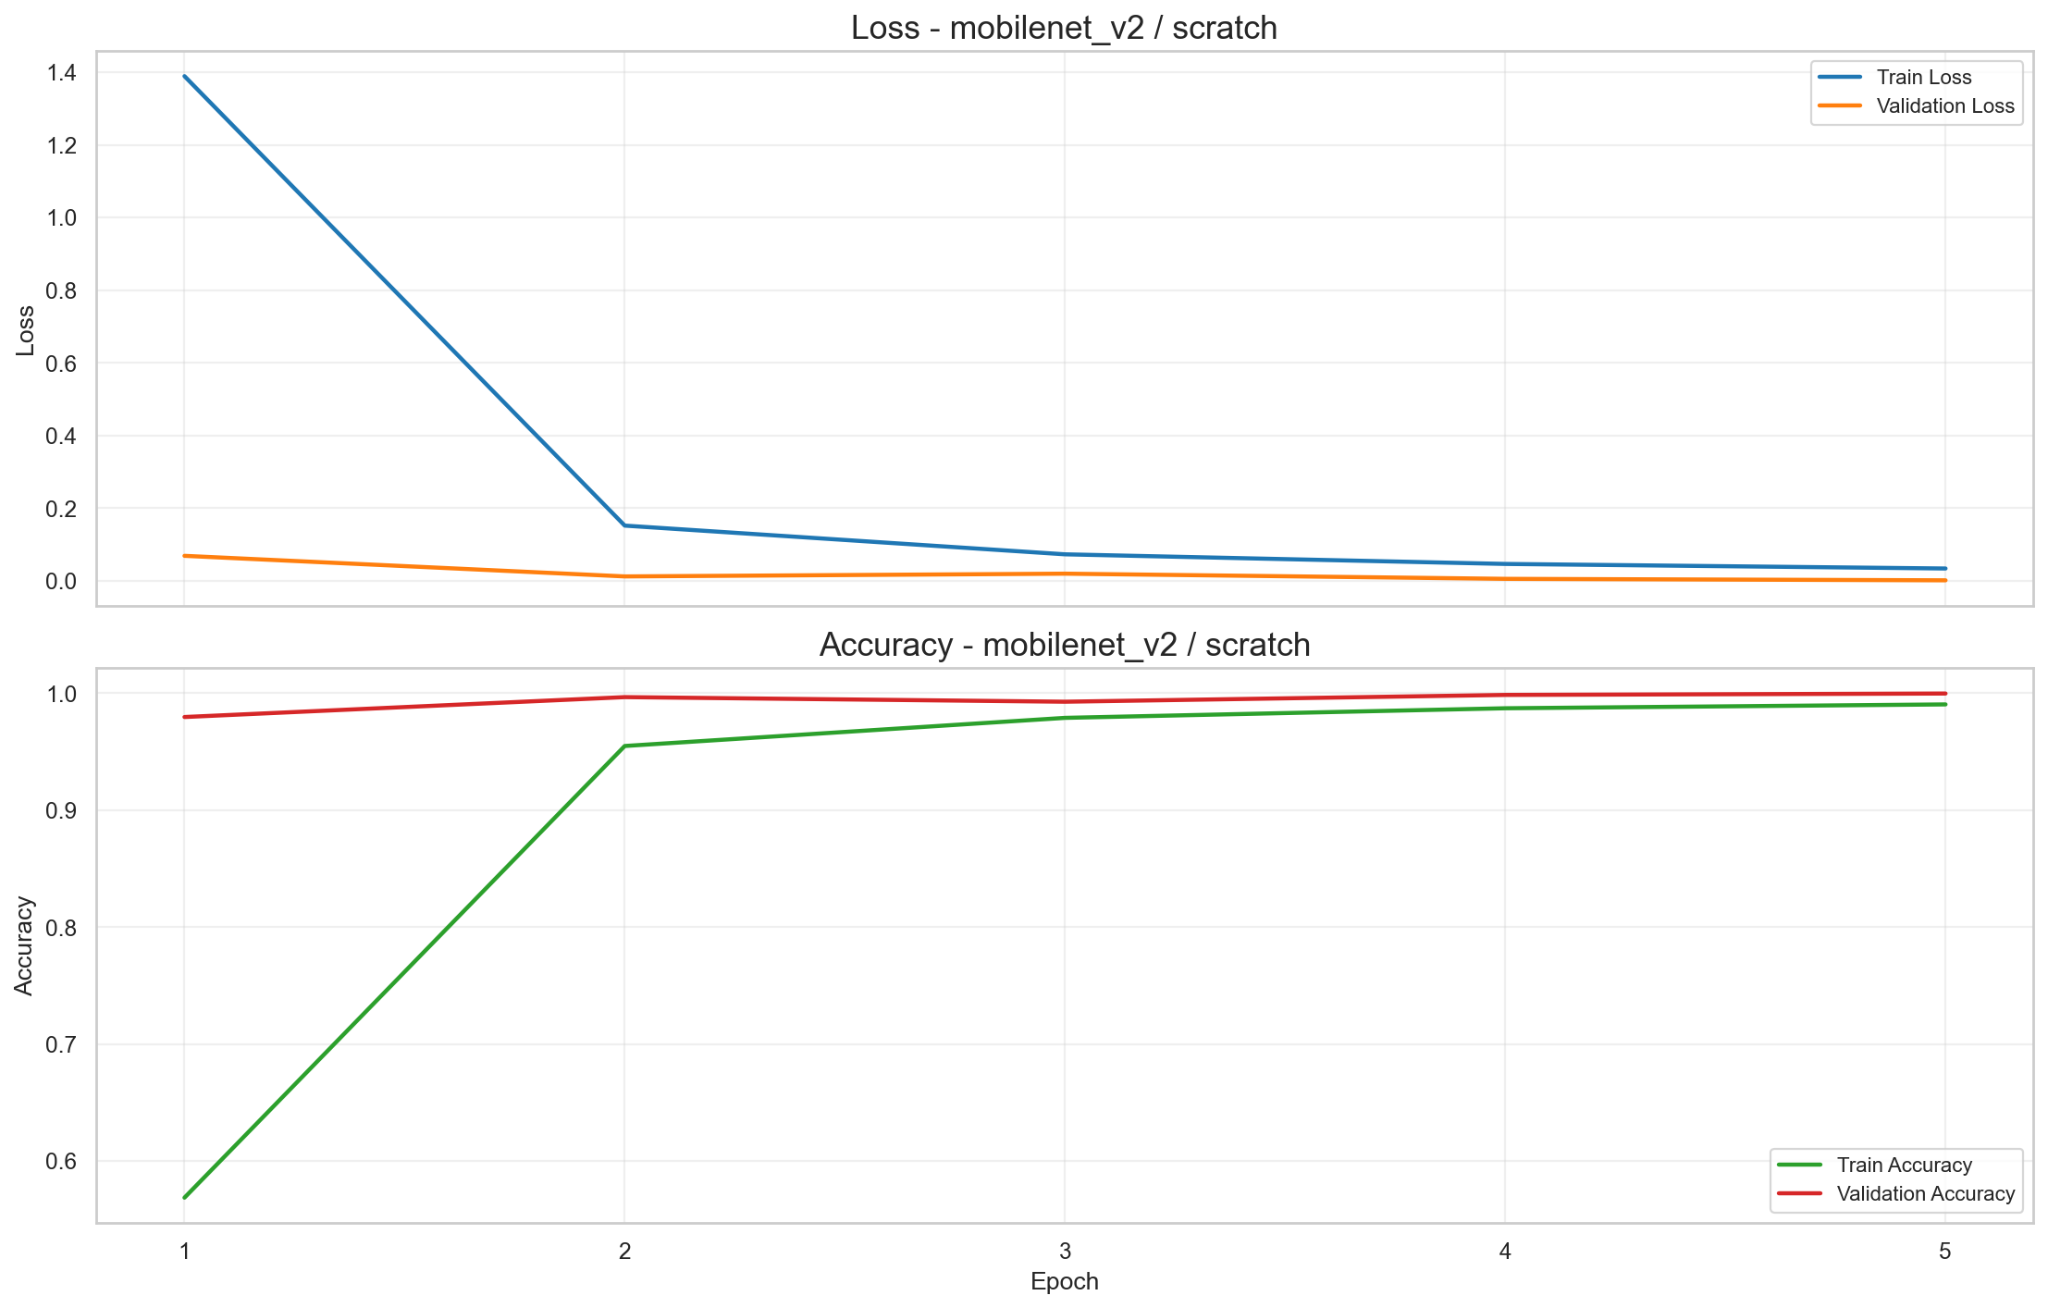 Loss - mobilenet_v2 / scratch
1.4
1.2
1.0
0.8
0.6
0.4
0.2
0.0
Loss
Train Loss
Validation Loss
Accuracy - mobilenet_v2 / scratch
1.0
0.9
0.8
0.7
0.6
Accuracy
Train Accuracy
Validation Accuracy
1 2 3 4 5
Epoch